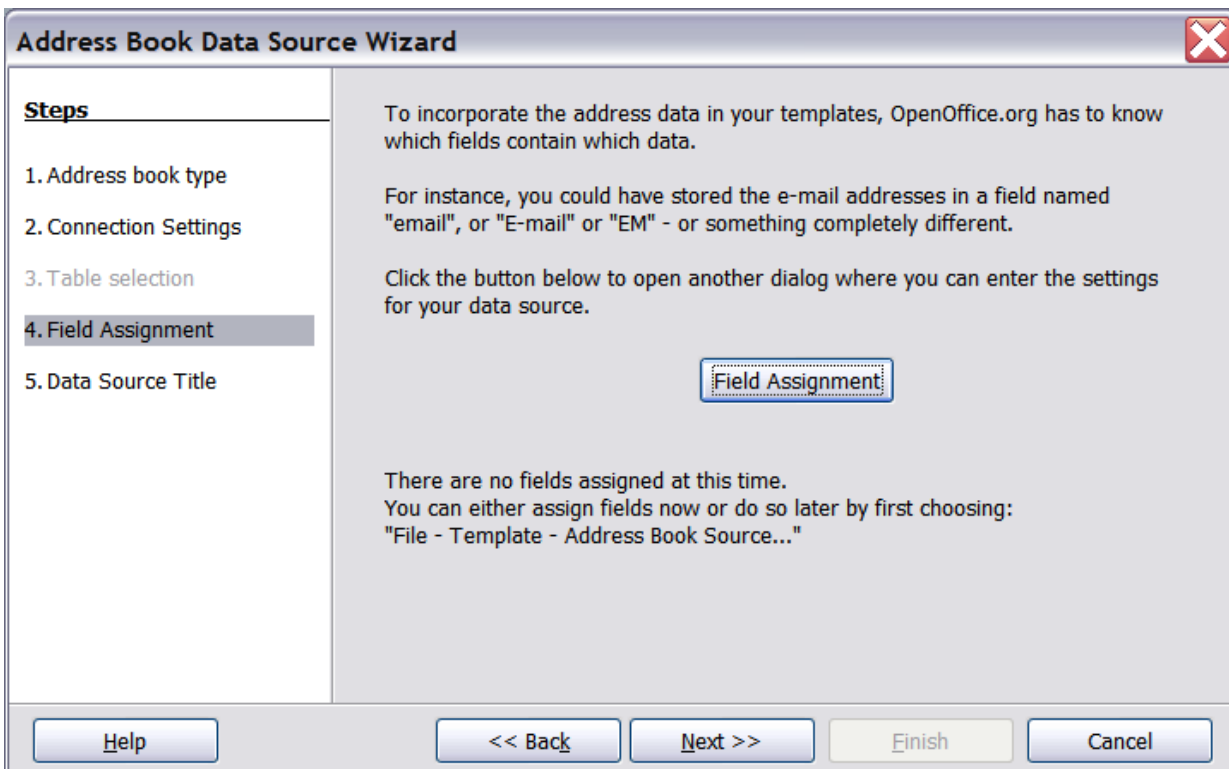 Address Book Data Source Wizard
Steps
1. Address book type
2. Connection Settings
3. Table selection
4. Field Assignment
5. Data Source Title
To incorporate the address data in your templates, OpenOffice.org has to know
which fields contain which data.
For instance, you could have stored the e-mail addresses in a field named
"email", or "E-mail" or "EM" - or something completely different.
Click the button below to open another dialog where you can enter the settings
for your data source.
Field Assignment
There are no fields assigned at this time.
You can either assign fields now or do so later by first choosing:
"File - Template - Address Book Source..."
Help
<< Back
Next >>
Finish
Cancel